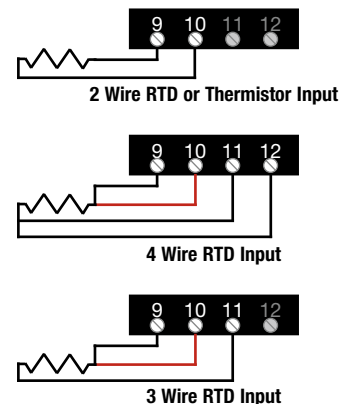 9 10 11 12
2 Wire RTD or Thermistor Input
9 10 11 12
4 Wire RTD Input
9 10 11 12
3 Wire RTD Input